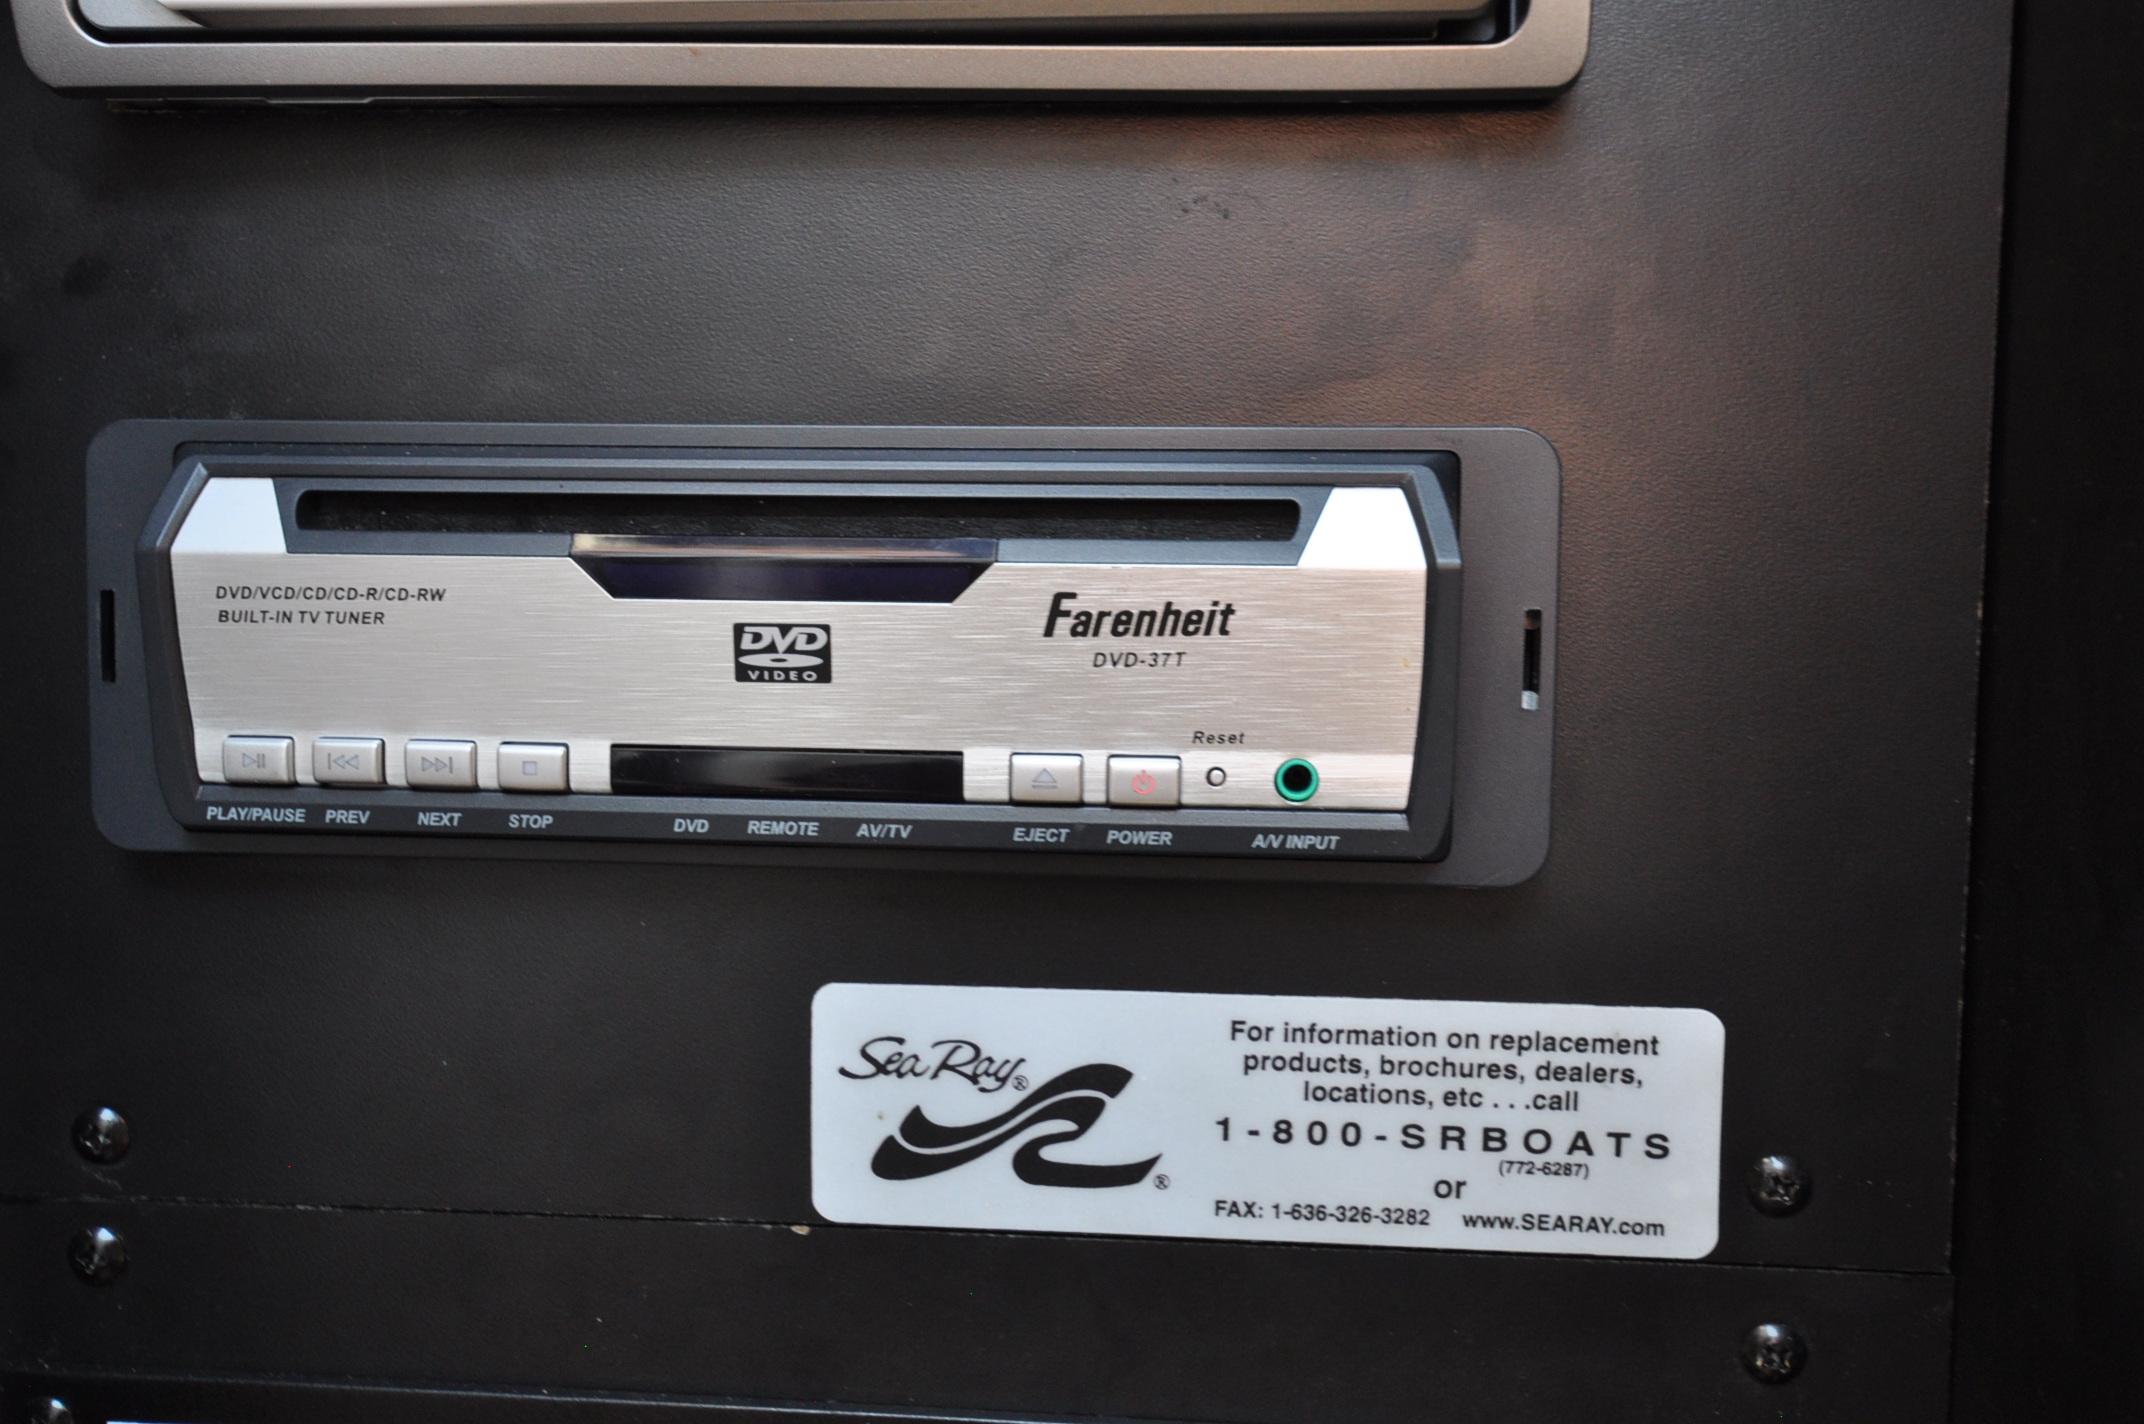 DVD/VCD/CD/CD-R/CD-RW
BUILT-IN TV TUNER
DVD
VIDEO
Farenheit
DVD-37T
Reset
PLAY/PAUSE PREV NEXT STOP DVD REMOTE AV/TV EJECT POWER A/V INPUT
Sea Ray®
®
For information on replacement
products, brochures, dealers,
locations, etc . . .call
1-800-SRBOATS
(772-6287)
or
FAX: 1-636-326-3282 www.SEARAY.com